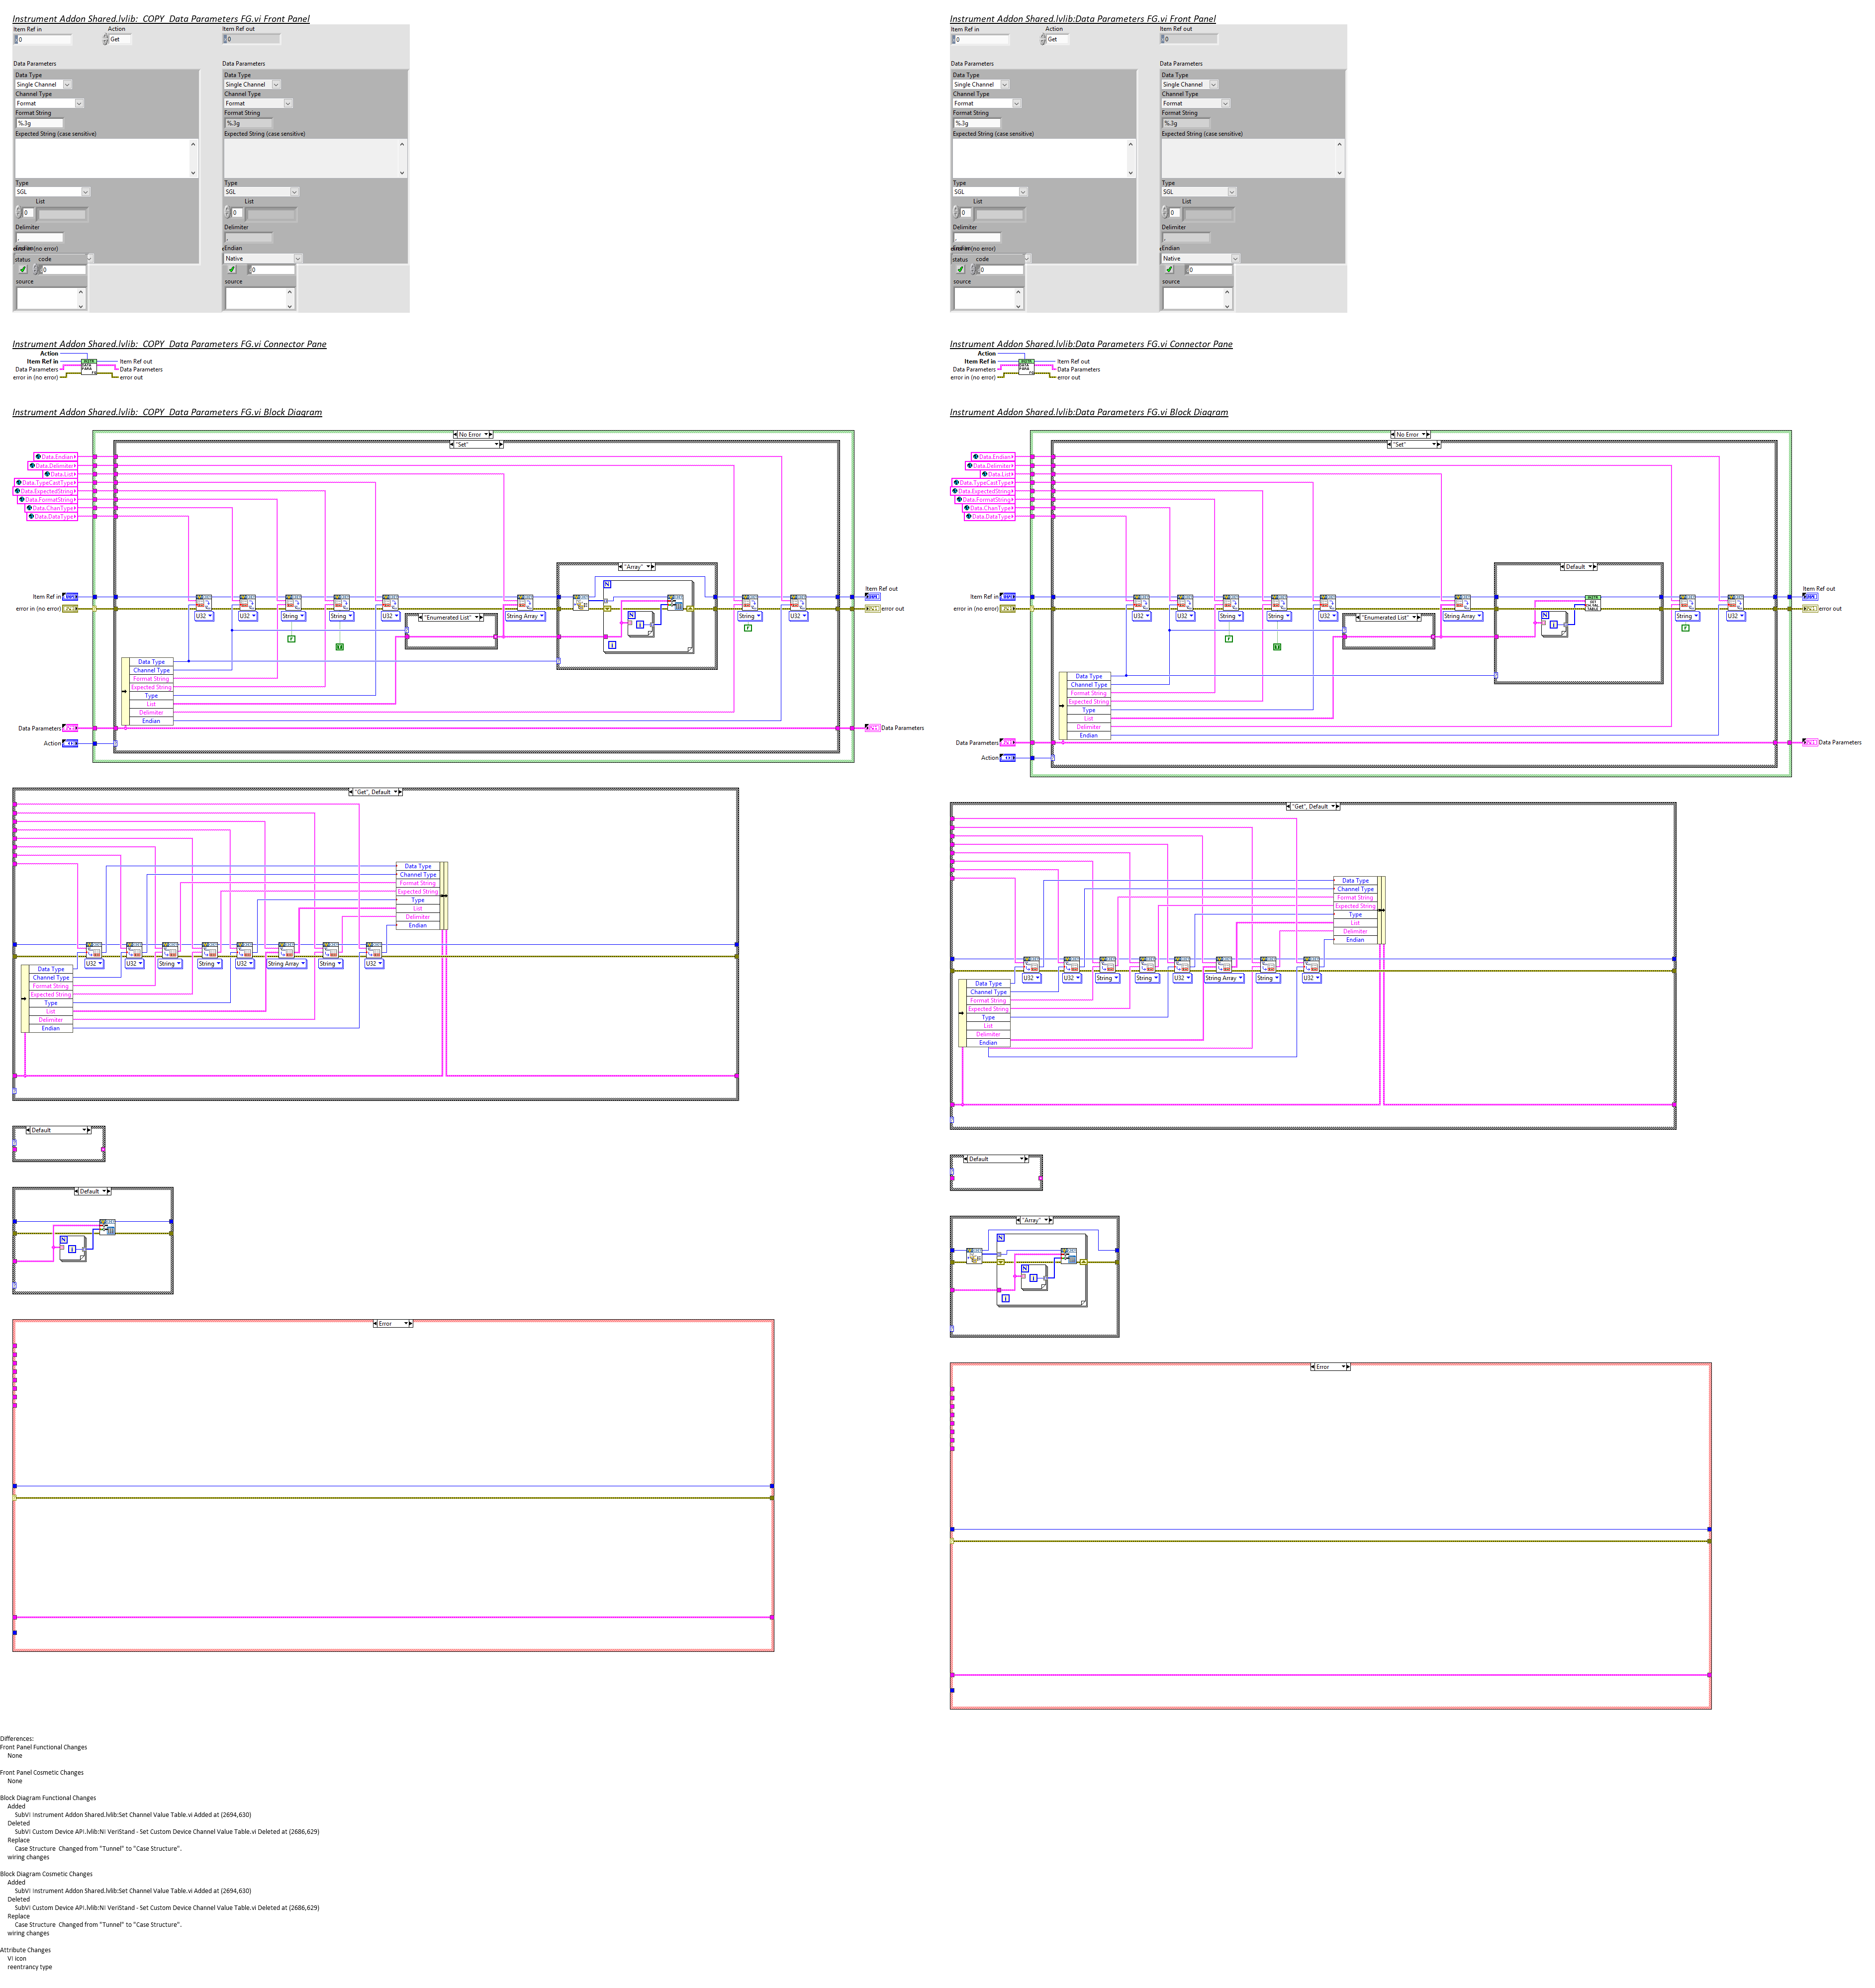 Instrument Addon Shared.lvlib:_COPY_Data Parameters FG.vi Front Panel
Item Ref in
Action
Item Ref out
0
Get
0
Data Parameters
Data Parameters
Data Type
Data Type
Single Channel
Single Channel
Channel Type
Channel Type
Format
Format
Format String
Format String
%.3g
%.3g
Expected String (case sensitive)
Expected String (case sensitive)
Type
Type
SGL
SGL
List
List
0
0
Delimiter
Delimiter
,
,
error in (no error)
Endian
Native
status
code
0
0
source
source
Instrument Addon Shared.lvlib:_COPY_Data Parameters FG.vi Connector Pane
Action
Item Ref in
Data Parameters
error in (no error)
Item Ref out
Data Parameters
error out
Instrument Addon Shared.lvlib:_COPY_Data Parameters FG.vi Block Diagram
No Error
"Set"
Data.Endian
Data.Delimiter
Data.List
Data.TypeCastType
Data.ExpectedString
Data.FormatString
Data.ChanType
Data.DataType
"Array"
Item Ref in
error in (no error)
Item Ref out
error out
U32
U32
String
String
U32
"Enumerated List"
String Array
String
U32
Data Type
Channel Type
Format String
Expected String
Type
List
Delimiter
Endian
Data Parameters
Action
Data Parameters
"Get", Default
Data Type
Channel Type
Format String
Expected String
Type
List
Delimiter
Endian
U32
U32
String
String
U32
String Array
String
U32
Data Type
Channel Type
Format String
Expected String
Type
List
Delimiter
Endian
Default
Default
Error
Instrument Addon Shared.lvlib:Data Parameters FG.vi Front Panel
Item Ref in
Action
Item Ref out
0
Get
0
Data Parameters
Data Parameters
Data Type
Data Type
Single Channel
Single Channel
Channel Type
Channel Type
Format
Format
Format String
Format String
%.3g
%.3g
Expected String (case sensitive)
Expected String (case sensitive)
Type
Type
SGL
SGL
List
List
0
0
Delimiter
Delimiter
,
,
error in (no error)
Endian
Native
status
code
0
0
source
source
Instrument Addon Shared.lvlib:Data Parameters FG.vi Connector Pane
Action
Item Ref in
Data Parameters
error in (no error)
Item Ref out
Data Parameters
error out
Instrument Addon Shared.lvlib:Data Parameters FG.vi Block Diagram
No Error
"Set"
Data.Endian
Data.Delimiter
Data.List
Data.TypeCastType
Data.ExpectedString
Data.FormatString
Data.ChanType
Data.DataType
Default
Item Ref in
error in (no error)
Item Ref out
error out
U32
U32
String
String
U32
"Enumerated List"
String Array
String
U32
Data Type
Channel Type
Format String
Expected String
Type
List
Delimiter
Endian
Data Parameters
Action
Data Parameters
"Get", Default
Data Type
Channel Type
Format String
Expected String
Type
List
Delimiter
Endian
U32
U32
String
String
U32
String Array
String
U32
Data Type
Channel Type
Format String
Expected String
Type
List
Delimiter
Endian
Default
"Array"
Error
Differences:
Front Panel Functional Changes
None
Front Panel Cosmetic Changes
None
Block Diagram Functional Changes
Added
SubVI Instrument Addon Shared.lvlib:Set Channel Value Table.vi Added at (2694,630)
Deleted
SubVI Custom Device API.lvlib:NI VeriStand - Set Custom Device Channel Value Table.vi Deleted at (2686,629)
Replace
Case Structure Changed from "Tunnel" to "Case Structure".
wiring changes
Block Diagram Cosmetic Changes
Added
SubVI Instrument Addon Shared.lvlib:Set Channel Value Table.vi Added at (2694,630)
Deleted
SubVI Custom Device API.lvlib:NI VeriStand - Set Custom Device Channel Value Table.vi Deleted at (2686,629)
Replace
Case Structure Changed from "Tunnel" to "Case Structure".
wiring changes
Attribute Changes
VI icon
reentrancy type